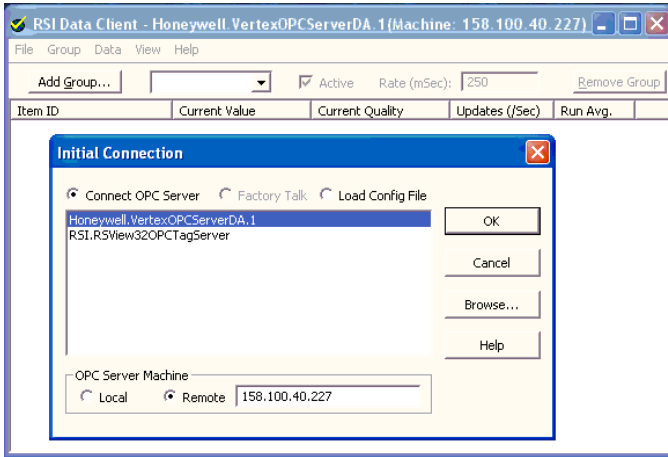 RSI Data Client - Honeywell.VertexOPCServerDA.1(Machine: 158.100.40.227)
File Group Data View Help
Add Group... Active Rate (mSec): 250 Remove Group
Item ID Current Value Current Quality Updates (/Sec) Run Avg.
Initial Connection
Connect OPC Server Factory Talk Load Config File
Honeywell.VertexOPCServerDA.1
RSI.RSView32OPCTagServer
OK
Cancel
Browse...
Help
OPC Server Machine
Local Remote 158.100.40.227